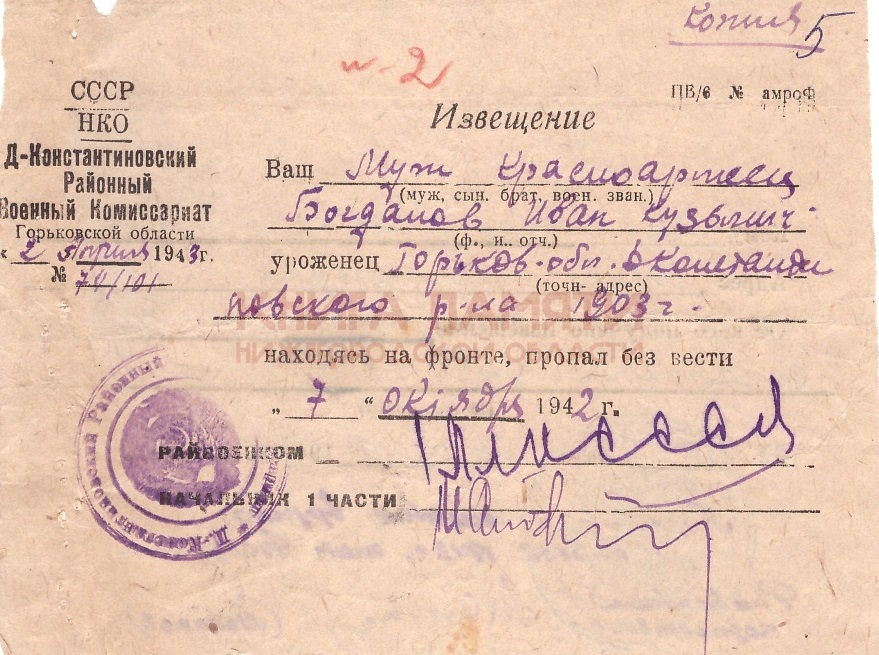 Копия 5
№ 2
ПВ/6 № амроф
СССР
НКО
Д-Константиновский
Районный
Военный Комиссариат
Горьковской области
« 2 Апреля 1943г.
№ 74/101
Извещение
Ваш Муж Красноармеец
(муж, сын. брат, воен. зван.)
Богданов Иван Кузьмич
(ф., и.. отч.)
уроженец Горьков. обл. Д Констанди
(точн- адрес)
новского р-на 1903г.
находясь на фронте, пропал без вести
„ 7 “ Октября 1942 г.
РАЙВОЕНКОМ
НАЧАЛЬНИК 1 ЧАСТИ